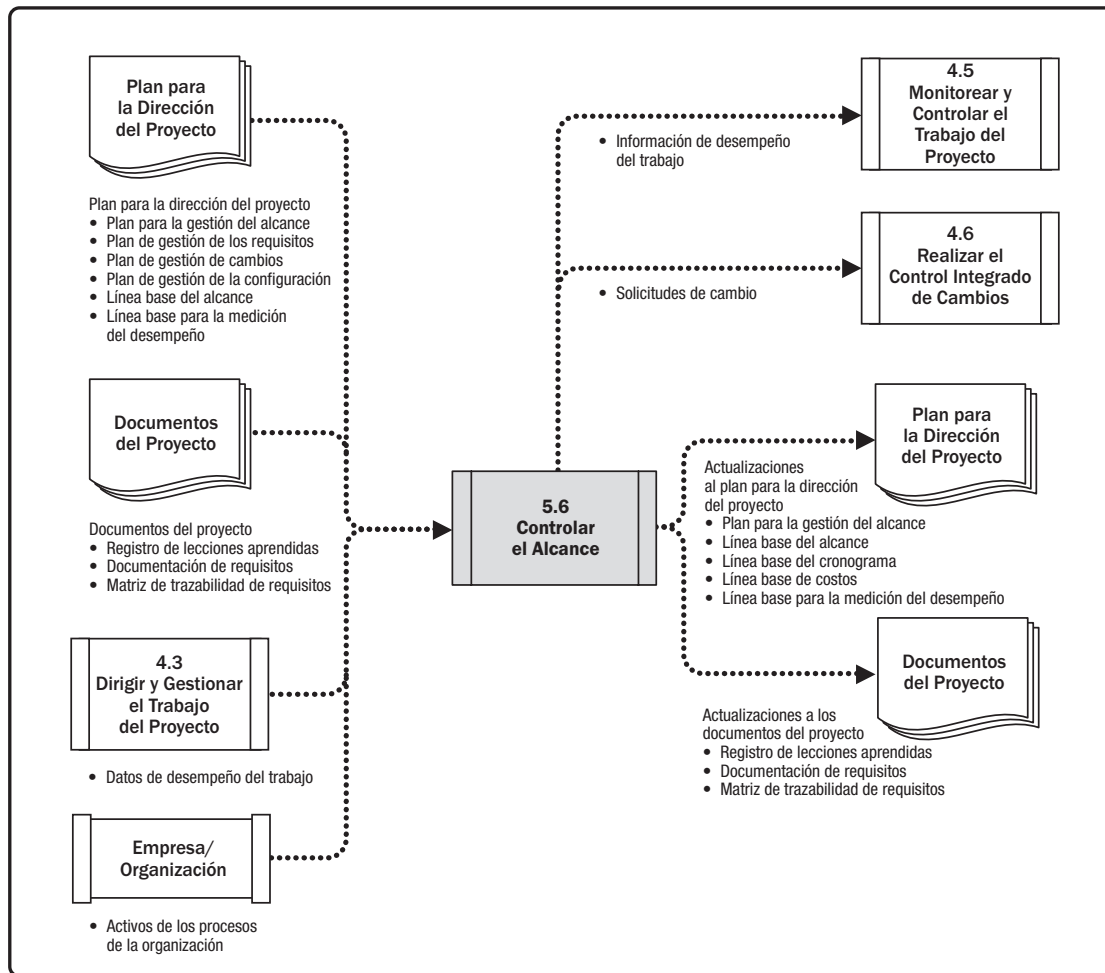 Plan para
la Dirección
del Proyecto
Plan para la dirección del proyecto
• Plan para la gestión del alcance
• Plan de gestión de los requisitos
• Plan de gestión de cambios
• Plan de gestión de la configuración
• Línea base del alcance
• Línea base para la medición
del desempeño
Documentos
del Proyecto
Documentos del proyecto
• Registro de lecciones aprendidas
• Documentación de requisitos
• Matriz de trazabilidad de requisitos
4.3
Dirigir y Gestionar
el Trabajo
del Proyecto
• Datos de desempeño del trabajo
Empresa/
Organización
• Activos de los procesos
de la organización
5.6
Controlar
el Alcance
• Información de desempeño
del trabajo
4.5
Monitorear y
Controlar el
Trabajo del
Proyecto
• Solicitudes de cambio
4.6
Realizar el
Control Integrado
de Cambios
Plan para
la Dirección
del Proyecto
Actualizaciones
al plan para la dirección
del proyecto
• Plan para la gestión del alcance
• Línea base del alcance
• Línea base del cronograma
• Línea base de costos
• Línea base para la medición del desempeño
Documentos
del Proyecto
Actualizaciones a los
documentos del proyecto
• Registro de lecciones aprendidas
• Documentación de requisitos
• Matriz de trazabilidad de requisitos